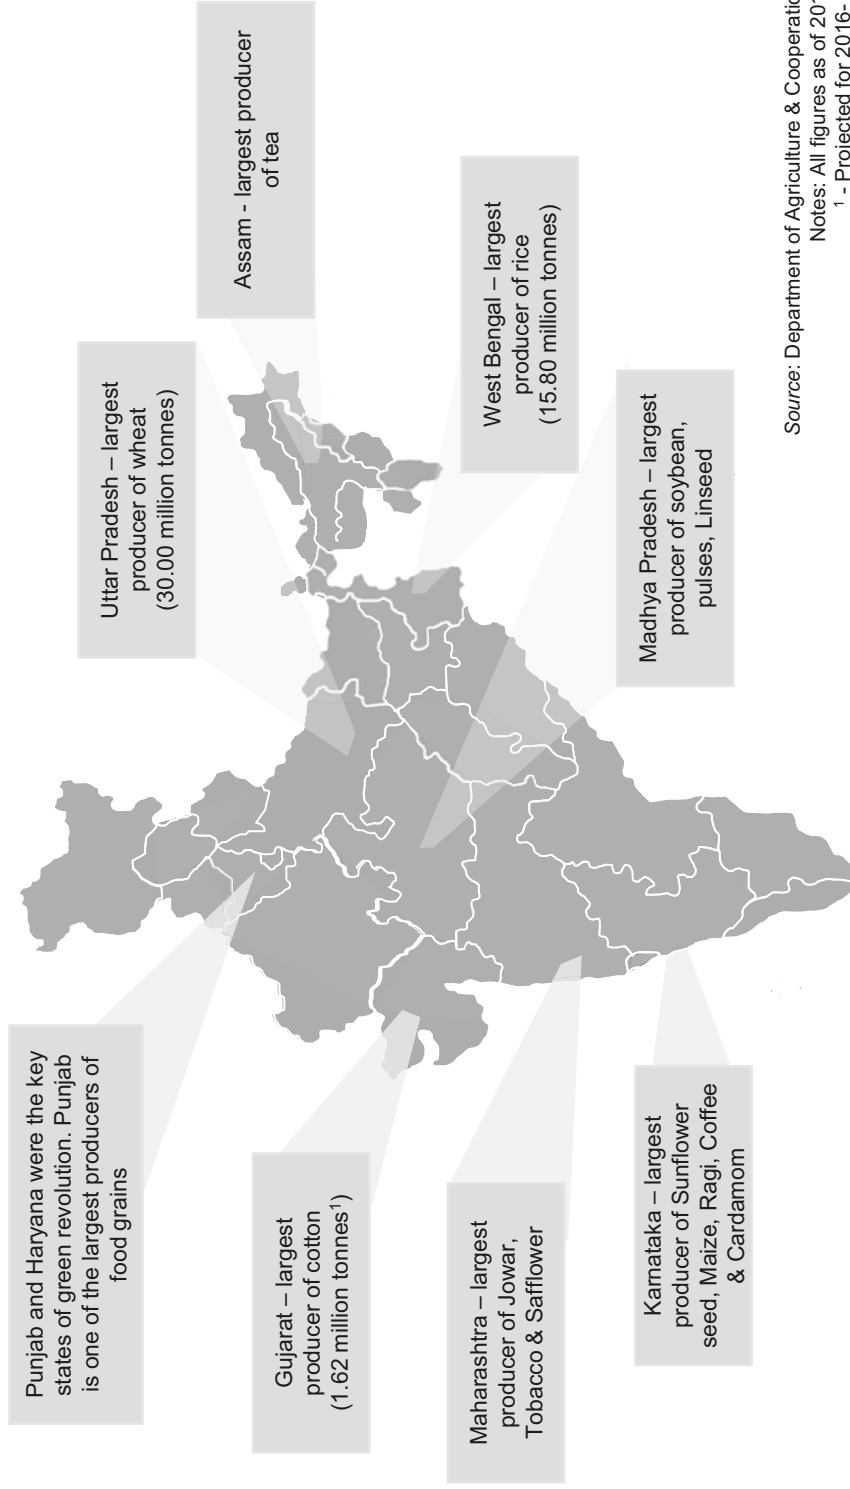 Punjab and Haryana were the key
states of green revolution. Punjab
is one of the largest producers of
food grains
Uttar Pradesh – largest
producer of wheat
(30.00 million tonnes)
Assam - largest producer
of tea
Gujarat – largest
producer of cotton
(1.62 million tonnes¹)
West Bengal – largest
producer of rice
(15.80 million tonnes)
Maharashtra – largest
producer of Jowar,
Tobacco & Safflower
Madhya Pradesh – largest
producer of soybean,
pulses, Linseed
Karnataka – largest
producer of Sunflower
seed, Maize, Ragi, Coffee
& Cardamom
Source: Department of Agriculture &
Notes: All figures as of
¹ - Projected for 2016-